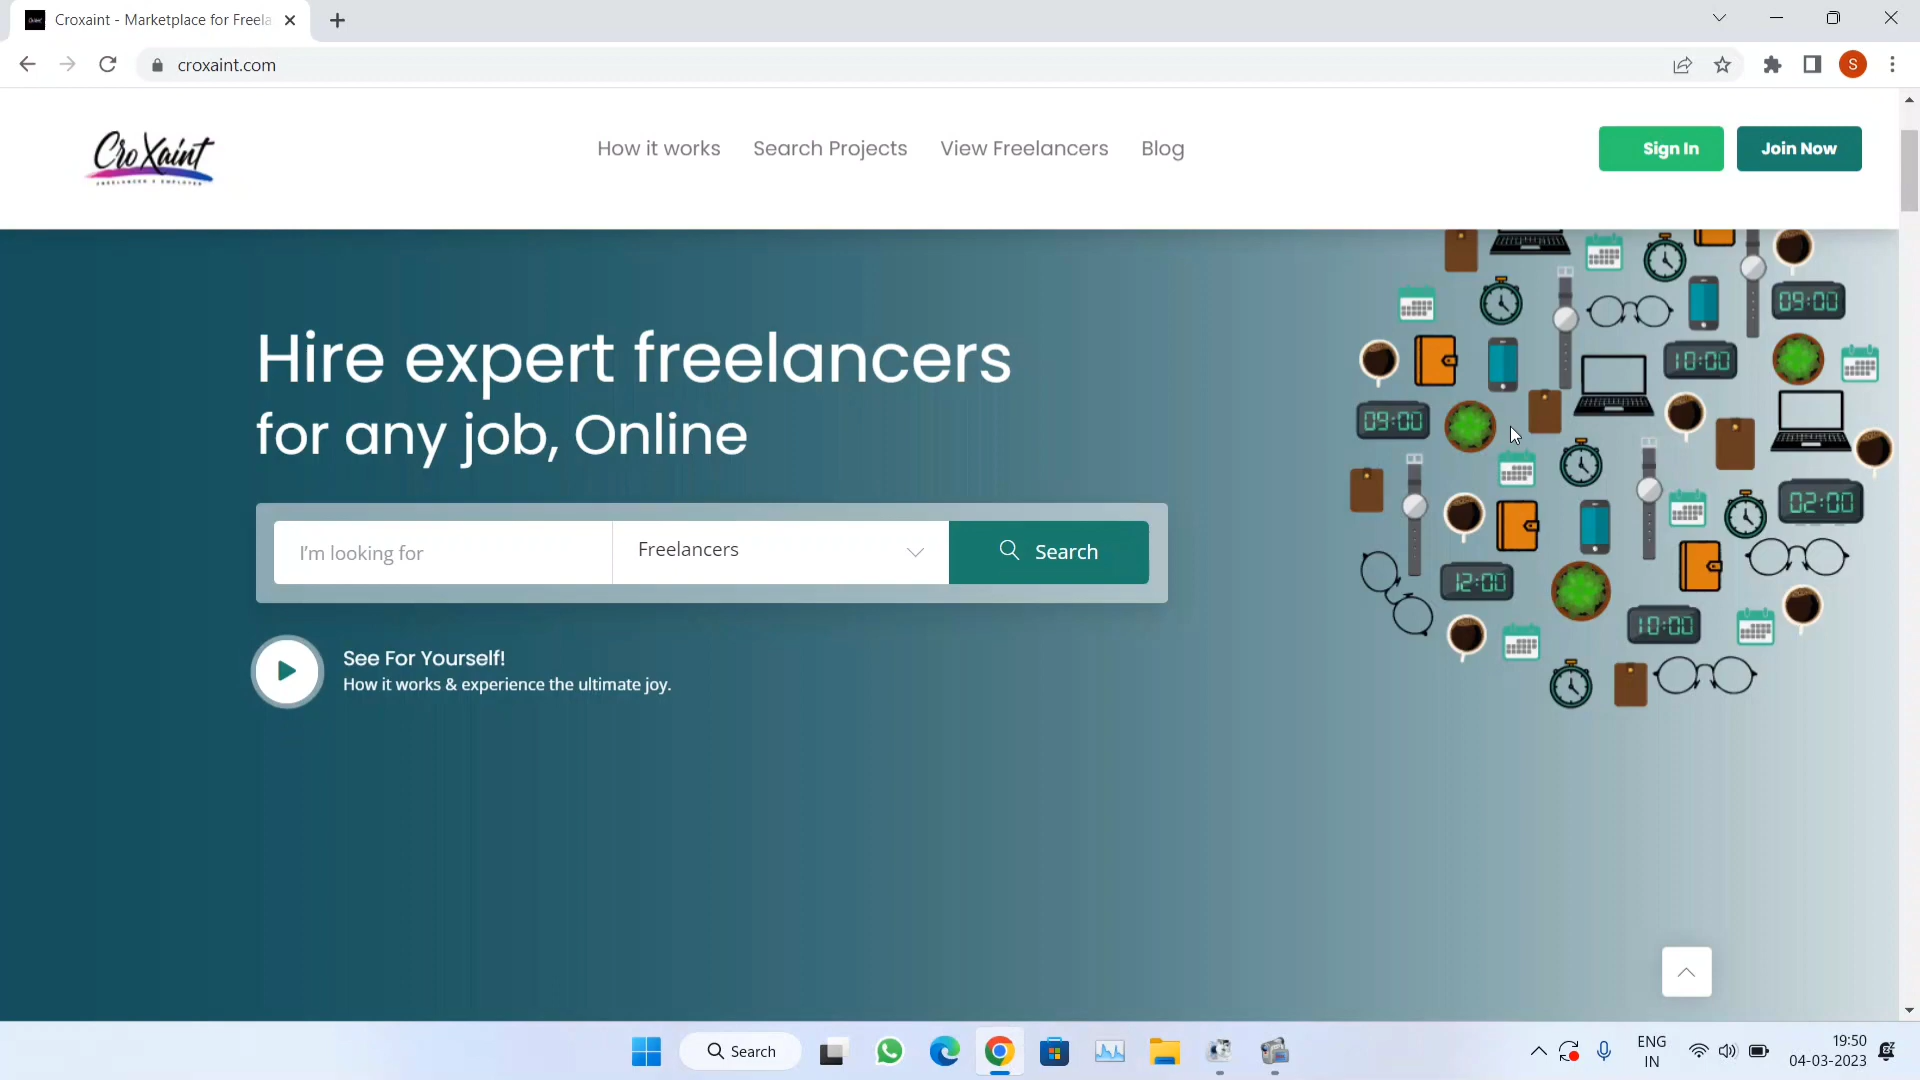 Croxaint - Marketplace for Freela
croxaint.com
S
CroXaint
FREELANCER & EMPLOYER
How it works
Search Projects
View Freelancers
Blog
Sign In
Join Now
Hire expert freelancers
for any job, Online
I'm looking for
Freelancers
Search
See For Yourself!
How it works & experience the ultimate joy.
09:00
10:00
09:00
02:00
12:00
10:00
Search
ENG
IN
19:50
04-03-2023